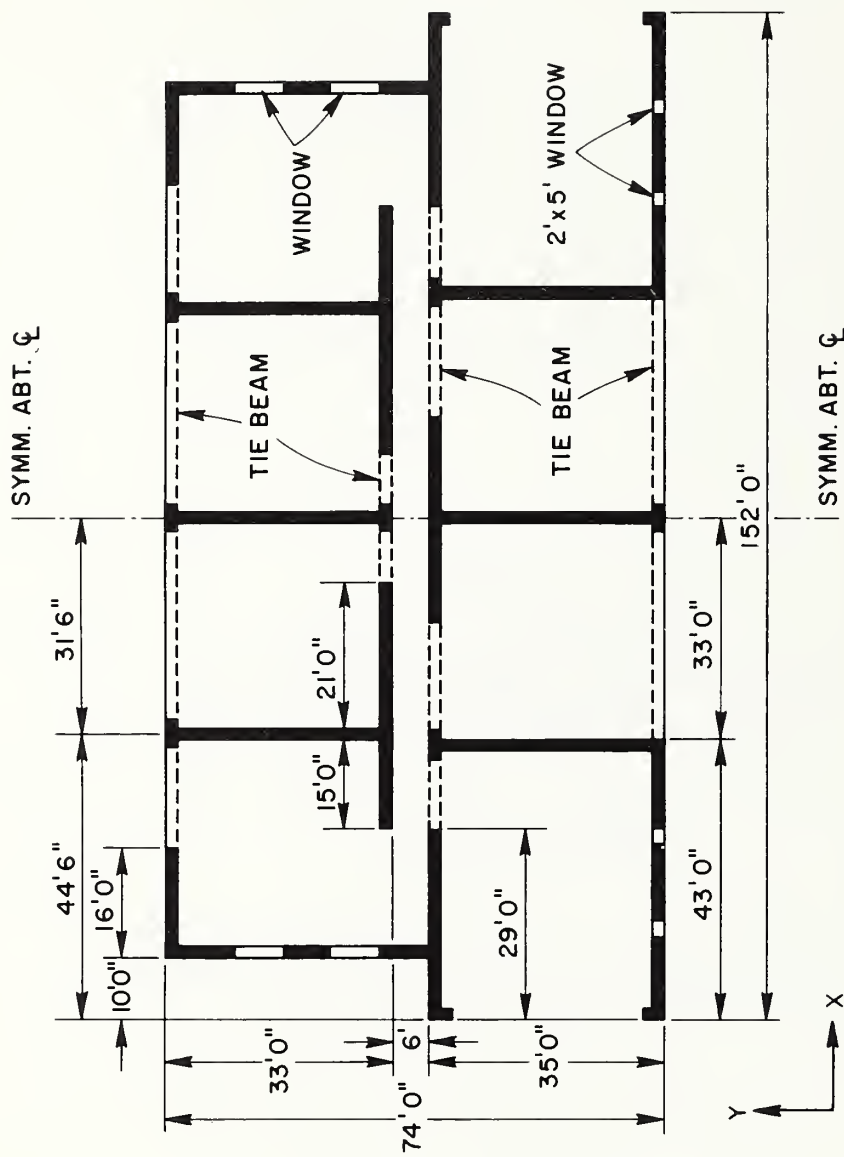 SYMM. ABT. ℄
31'6"
44'6"
16'0"
10'0"
TIE BEAM
WINDOW
21'0"
15'0"
33'0"
6'
74'0"
35'0"
29'0"
TIE BEAM
2'x5' WINDOW
43'0"
33'0"
152'0"
SYMM. ABT. ℄
Y
X